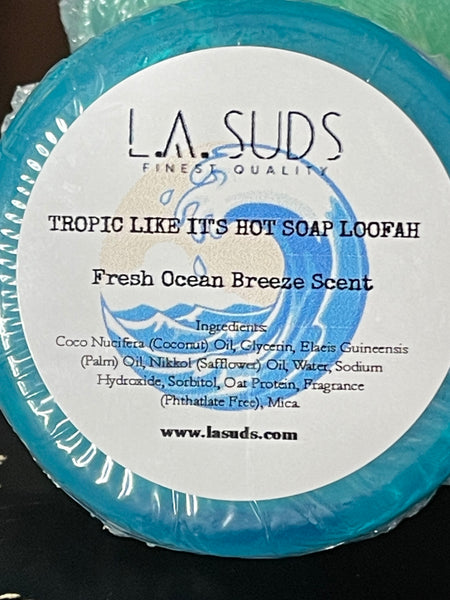 L.A. SUDS
FINEST QUALITY
TROPIC LIKE ITS HOT SOAP LOOFAH
Fresh Ocean Breeze Scent
Ingredients:
Coco Nucifera (Coconut) Oil, Glycerin, Elaeis Guineensis
(Palm) Oil, Nikkol (Safflower) Oil, Water, Sodium
Hydroxide, Sorbitol, Oat Protein, Fragrance
(Phthatlate Free), Mica
www.lasuds.com